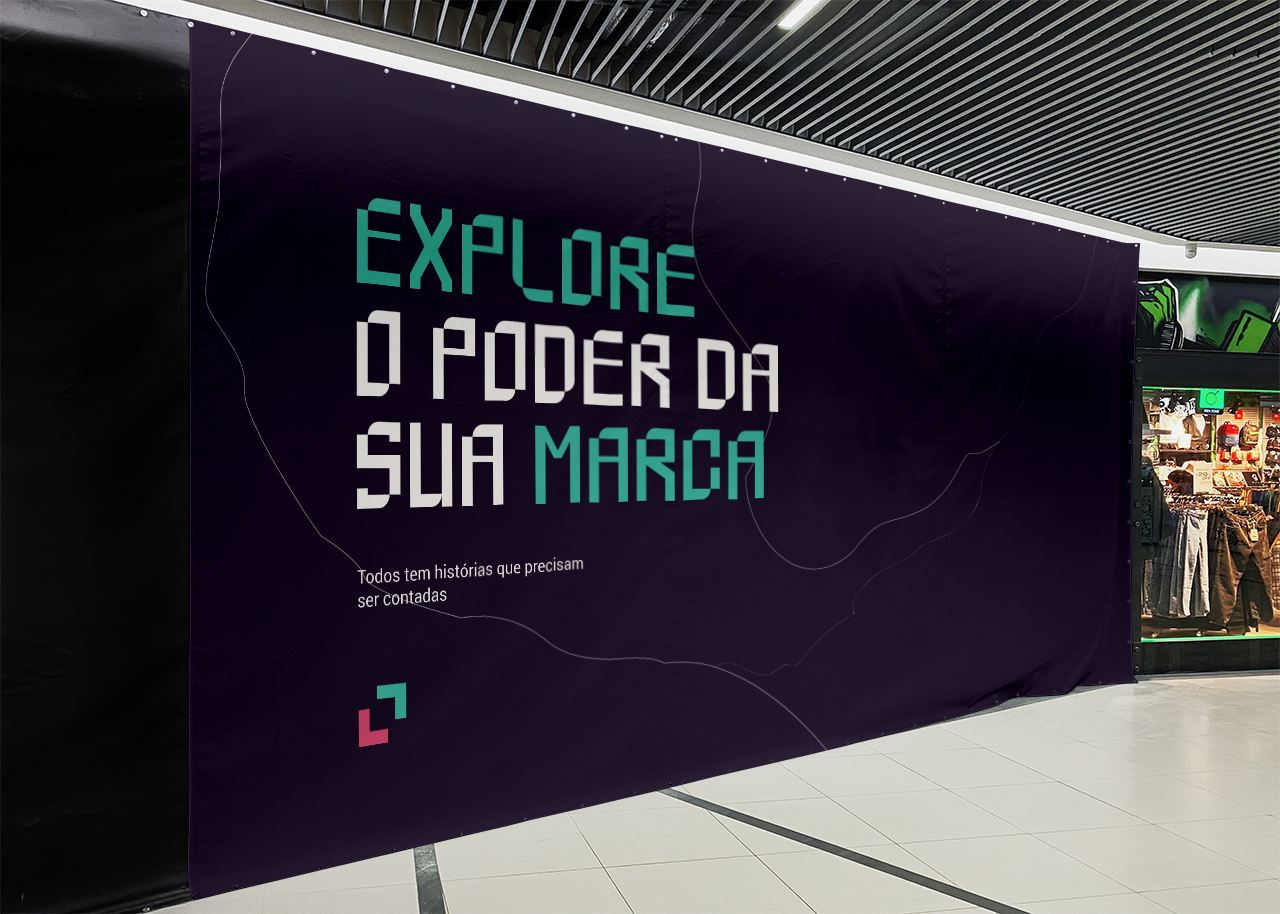 EXPLORE
O PODER DA
SUA MARCA
Todos tem histórias que precisam
ser contadas